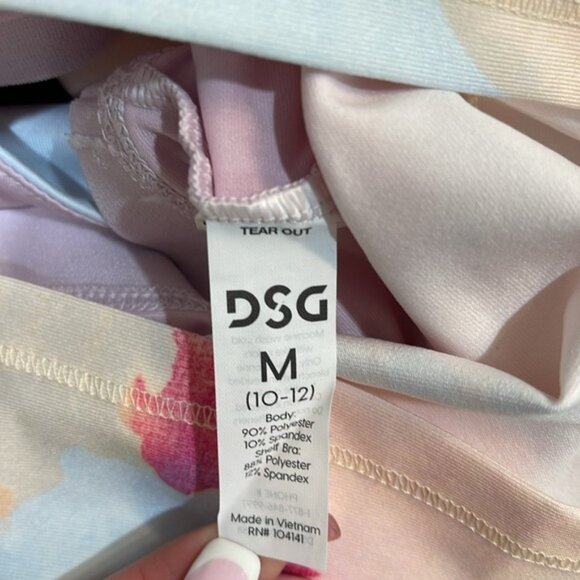 TEAR OUT
DSG
M
(10-12)
Body:
90% Polyester
10% Spandex
Shelf Bra:
88% Polyester
12% Spandex
Made in Vietnam
RN# 104141